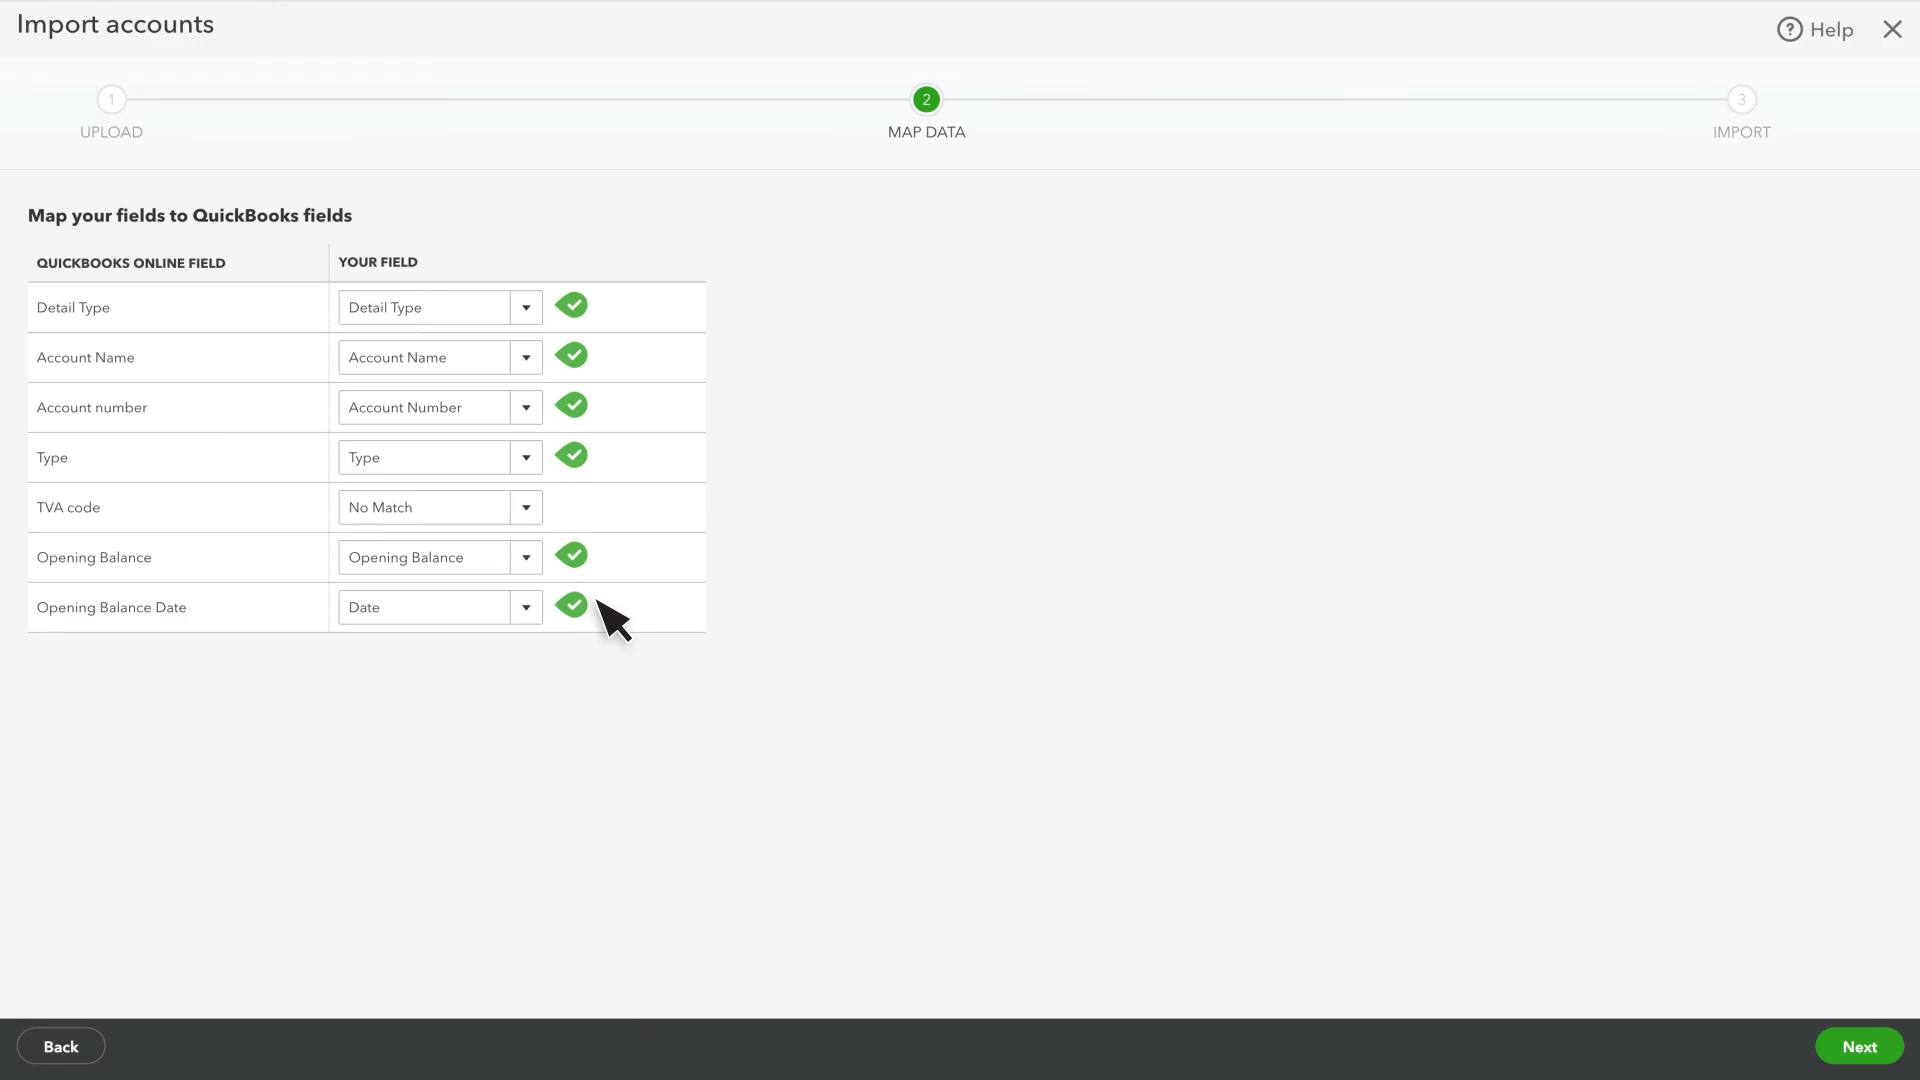 Import accounts
? Help
1
2
3
UPLOAD
MAP DATA
IMPORT
Map your fields to QuickBooks fields
QUICKBOOKS ONLINE FIELD
YOUR FIELD
Detail Type
Detail Type
Account Name
Account Name
Account number
Account Number
Type
Type
TVA code
No Match
Opening Balance
Opening Balance
Opening Balance Date
Date
Back
Next